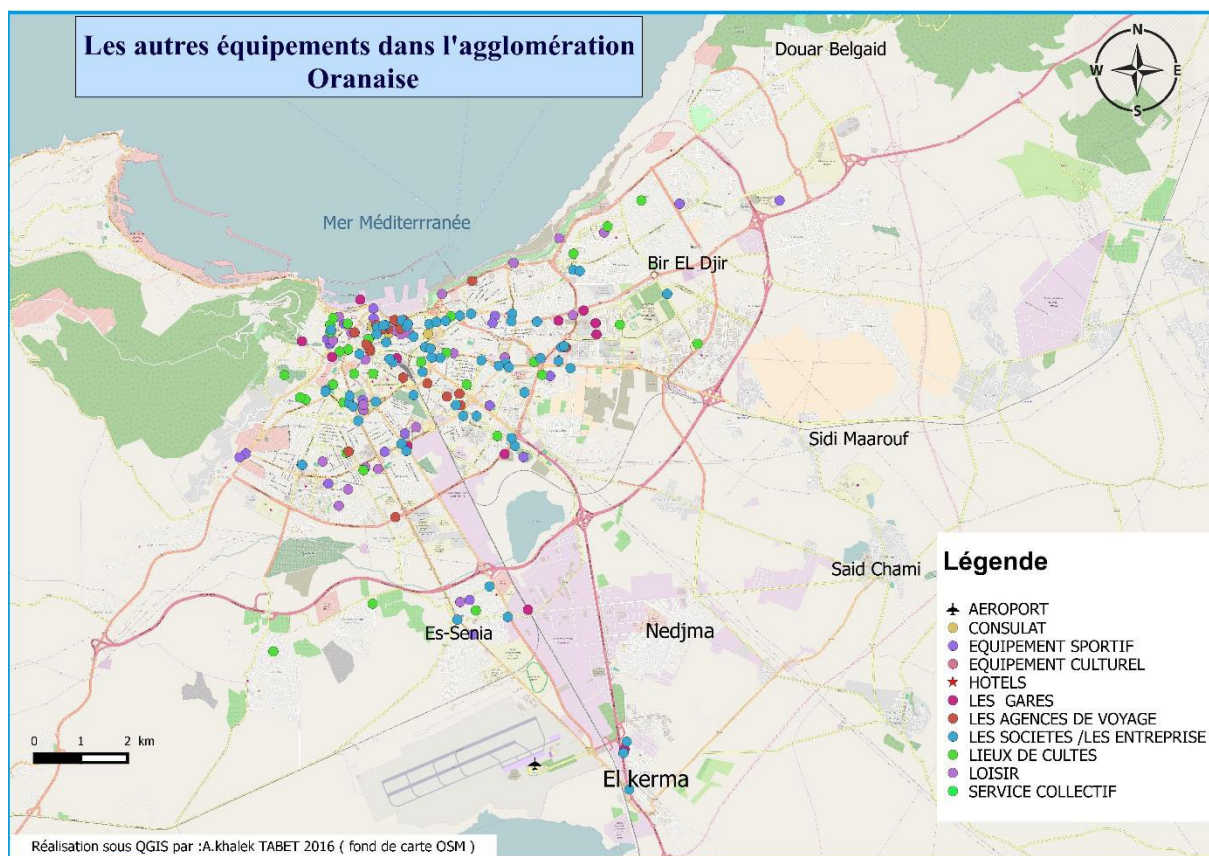 Les autres équipements dans l'agglomération
Oranaise
Douar Belgaid
N
W
E
S
Mer Méditerrranée
Bir EL Djir
Sidi Maarouf
Said Chami
Es-Senia
Nedjma
El kerma
Légende
AEROPORT
CONSULAT
EQUIPEMENT SPORTIF
EQUIPEMENT CULTUREL
HOTELS
LES GARES
LES AGENCES DE VOYAGE
LES SOCIETES /LES ENTREPRISE
LIEUX DE CULTES
LOISIR
SERVICE COLLECTIF
0 1 2 km
Réalisation sous QGIS par :A.khalek TABET 2016 ( fond de carte OSM )